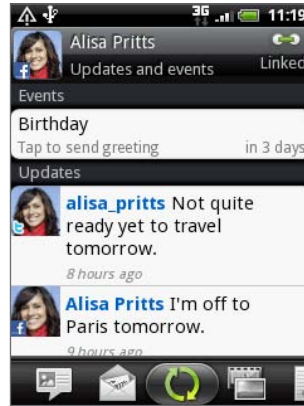 3G 11:19
Alisa Pritts
Updates and events
Linked
Events
Birthday
Tap to send greeting in 3 days
Updates
alisa_pritts Not quite
ready yet to travel
tomorrow.
8 hours ago
Alisa Pritts I'm off to
Paris tomorrow.
9 hours ago